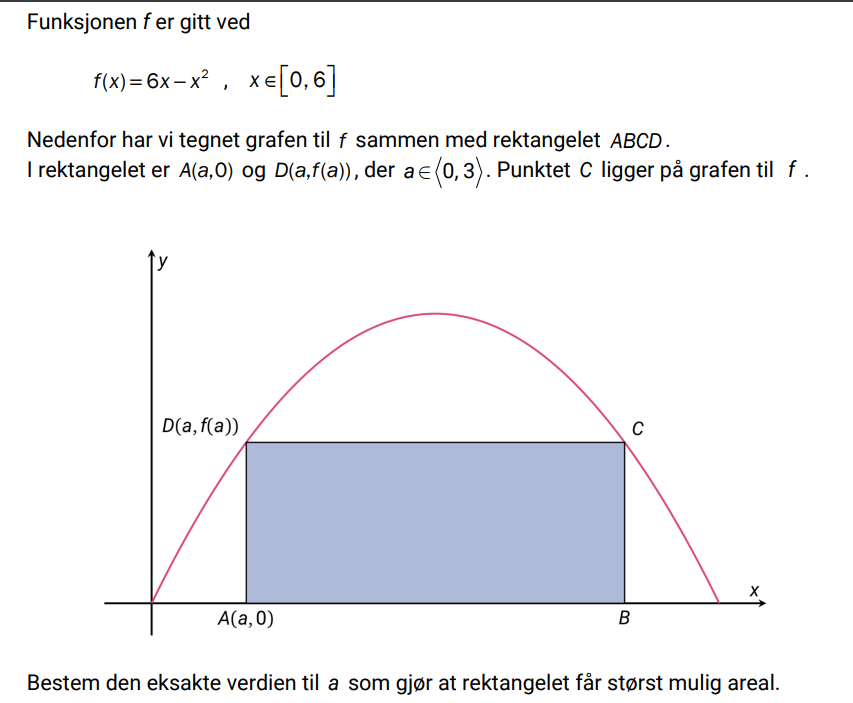 Funksjonen f er gitt ved
f(x) = 6x – x² , x ∈ [0, 6]
Nedenfor har vi tegnet grafen til f sammen med rektangelet ABCD.
I rektangelet er A(a,0) og D(a,f(a)), der a ∈ ⟨0, 3⟩. Punktet C ligger på grafen til f .
y
D(a, f(a))
C
x
A(a, 0)
B
Bestem den eksakte verdien til a som gjør at rektangelet får størst mulig areal.